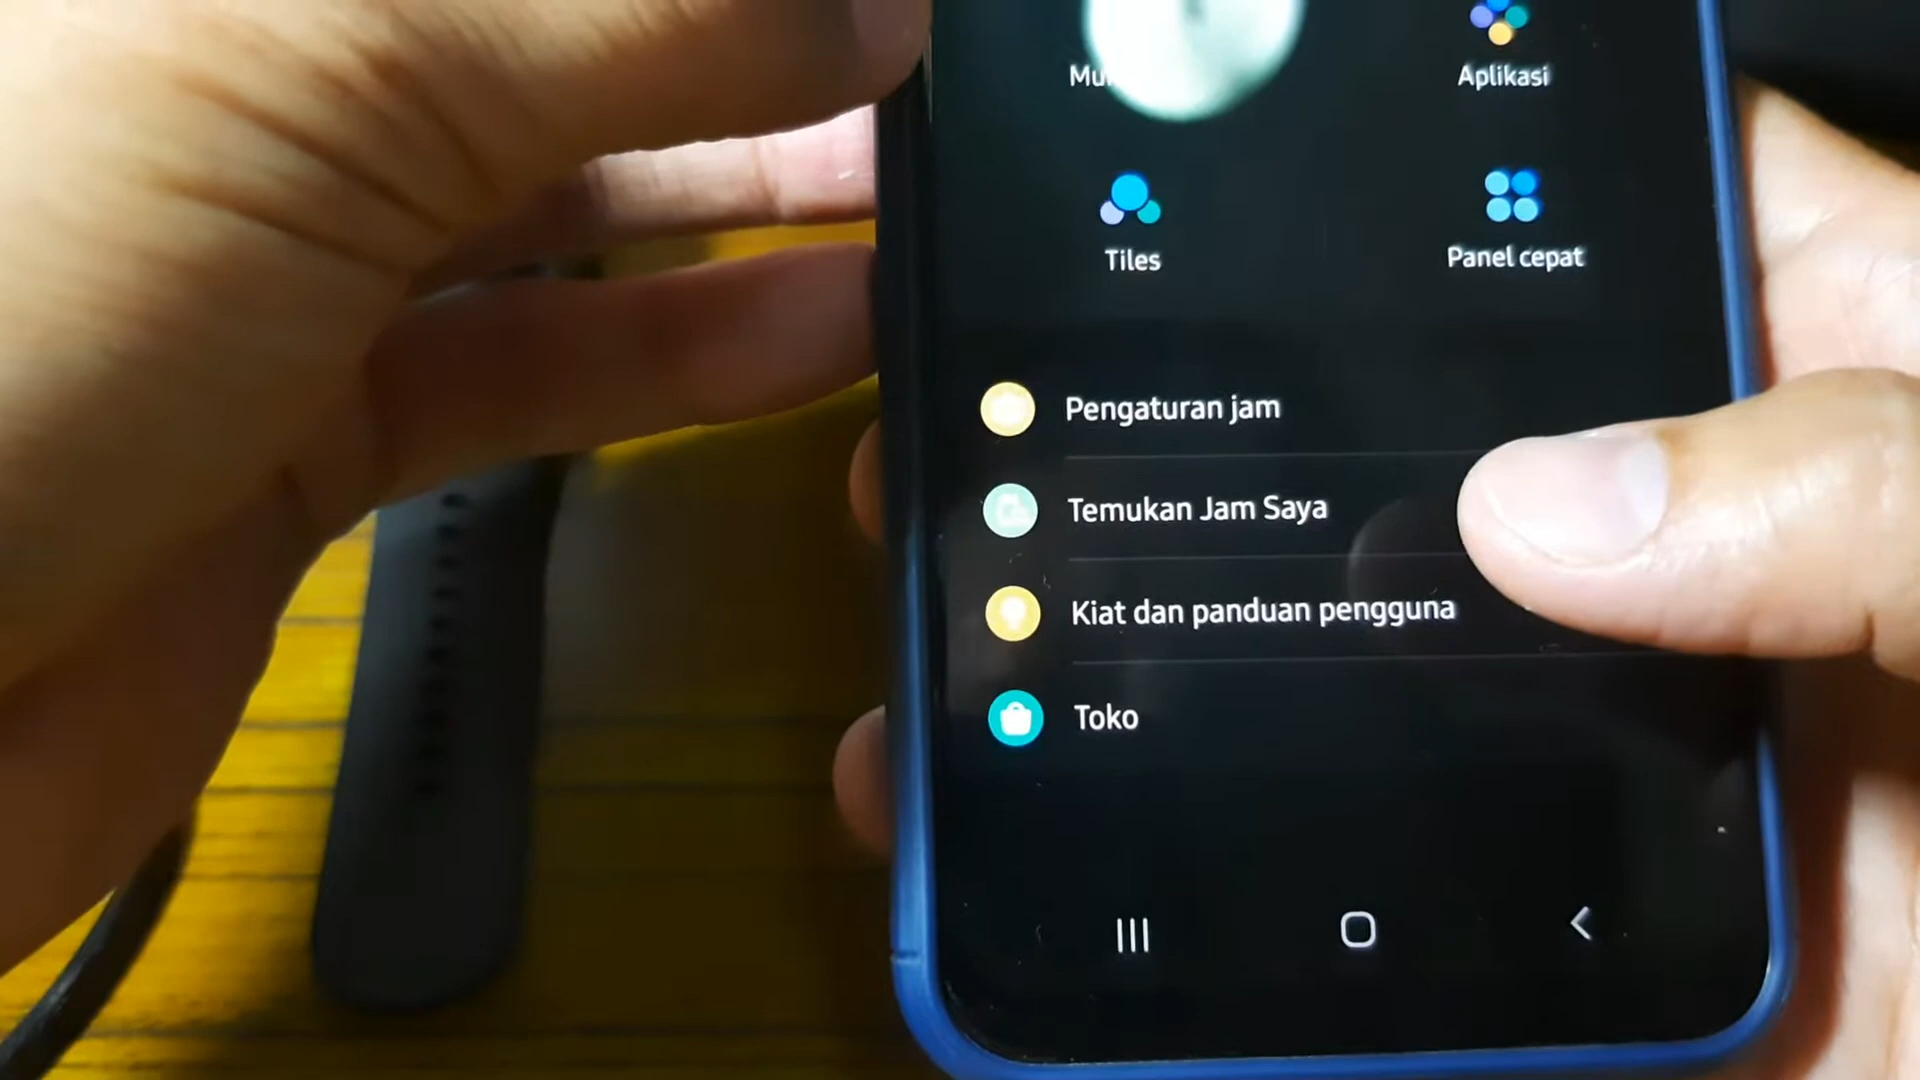 Aplikasi
Tiles
Panel cepat
Pengaturan jam
Temukan Jam Saya
Kiat dan panduan pengguna
Toko